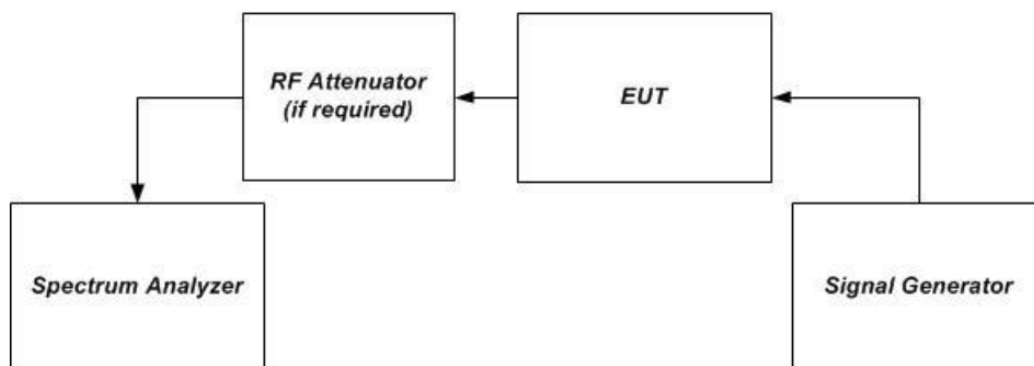 RF Attenuator
(if required)
EUT
Spectrum Analyzer
Signal Generator